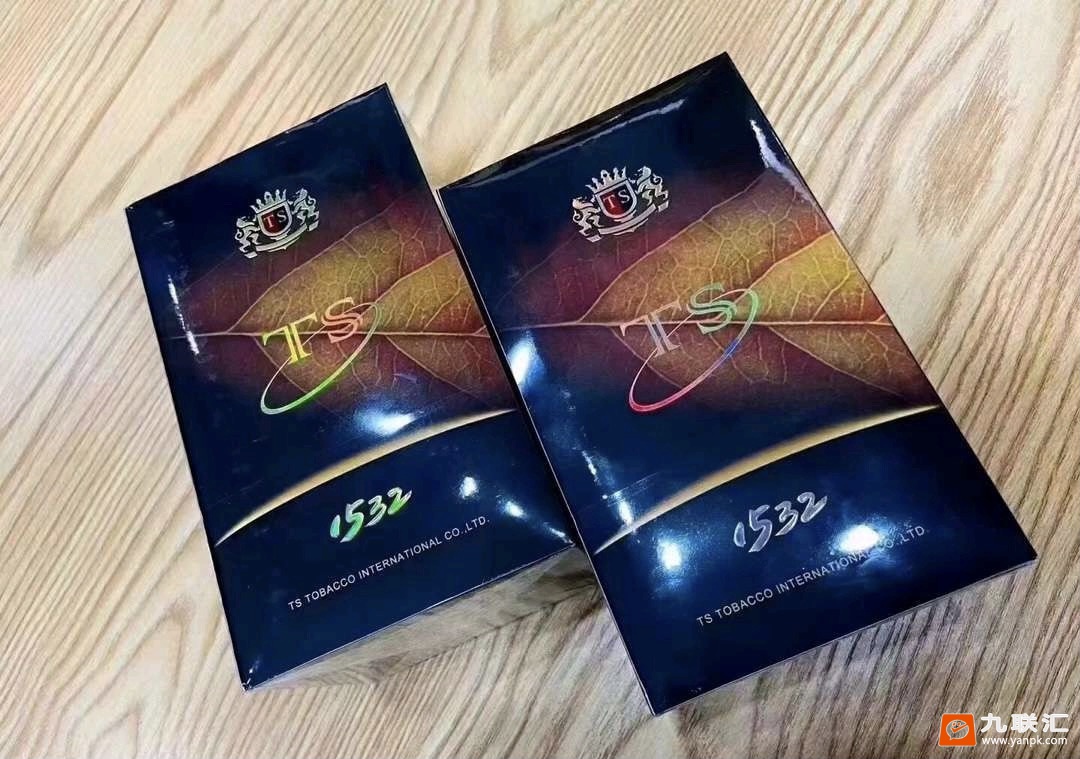 TS
TS
1532
TS TOBACCO INTERNATIONAL CO.,LTD.
TS
TS
1532
TS TOBACCO INTERNATIONAL CO.,LTD.
九联汇
www.yanpk.com